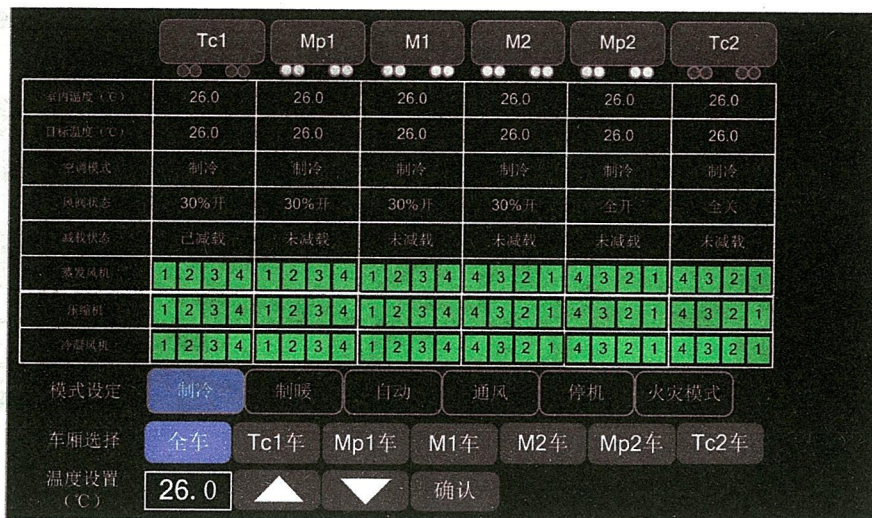 Tc1 Mp1 M1 M2 Mp2 Tc2
室内温度（℃） 26.0 26.0 26.0 26.0 26.0 26.0
目标温度（℃） 26.0 26.0 26.0 26.0 26.0 26.0
空调模式 制冷 制冷 制冷 制冷 制冷 制冷
风阀状态 30%开 30%开 30%开 30%开 全开 全关
减载状态 已减载 未减载 未减载 未减载 未减载 未减载
蒸发风机 1 2 3 4 1 2 3 4 1 2 3 4 4 3 2 1 4 3 2 1 4 3 2 1
压缩机 1 2 3 4 1 2 3 4 1 2 3 4 4 3 2 1 4 3 2 1 4 3 2 1
冷凝风机 1 2 3 4 1 2 3 4 1 2 3 4 4 3 2 1 4 3 2 1 4 3 2 1
模式设定 制冷 制暖 自动 通风 停机 火灾模式
车厢选择 全车 Tc1车 Mp1车 M1车 M2车 Mp2车 Tc2车
温度设置
（℃） 26.0 确认